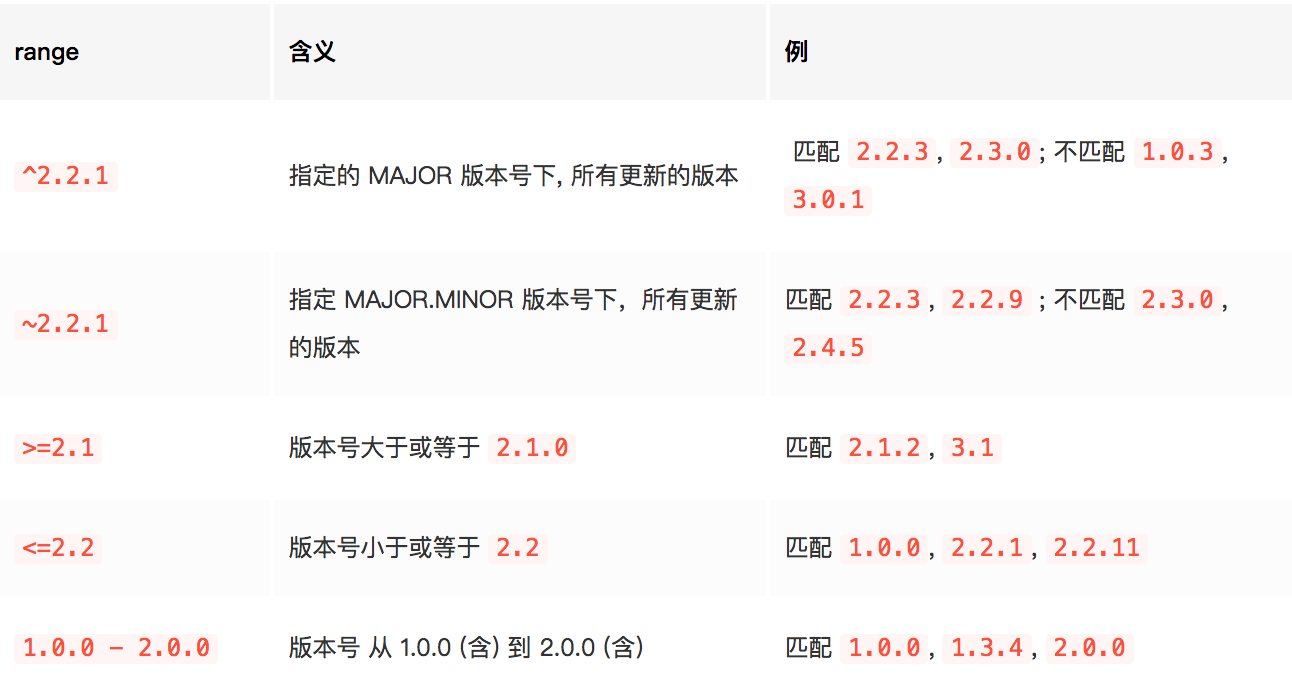 range 含义 例
^2.2.1 指定的 MAJOR 版本号下, 所有更新的版本 匹配 2.2.3 , 2.3.0 ; 不匹配 1.0.3 ,
3.0.1
~2.2.1 指定 MAJOR.MINOR 版本号下，所有更新
的版本 匹配 2.2.3 , 2.2.9 ; 不匹配 2.3.0 ,
2.4.5
>=2.1 版本号大于或等于 2.1.0 匹配 2.1.2 , 3.1
<=2.2 版本号小于或等于 2.2 匹配 1.0.0 , 2.2.1 , 2.2.11
1.0.0 - 2.0.0 版本号 从 1.0.0 (含) 到 2.0.0 (含) 匹配 1.0.0 , 1.3.4 , 2.0.0